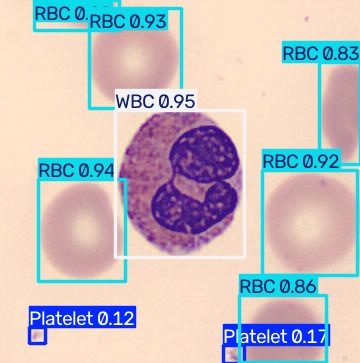 RBC 0.
RBC 0.93
RBC 0.83
WBC 0.95
RBC 0.92
RBC 0.94
RBC 0.86
Platelet 0.12
Platelet 0.17